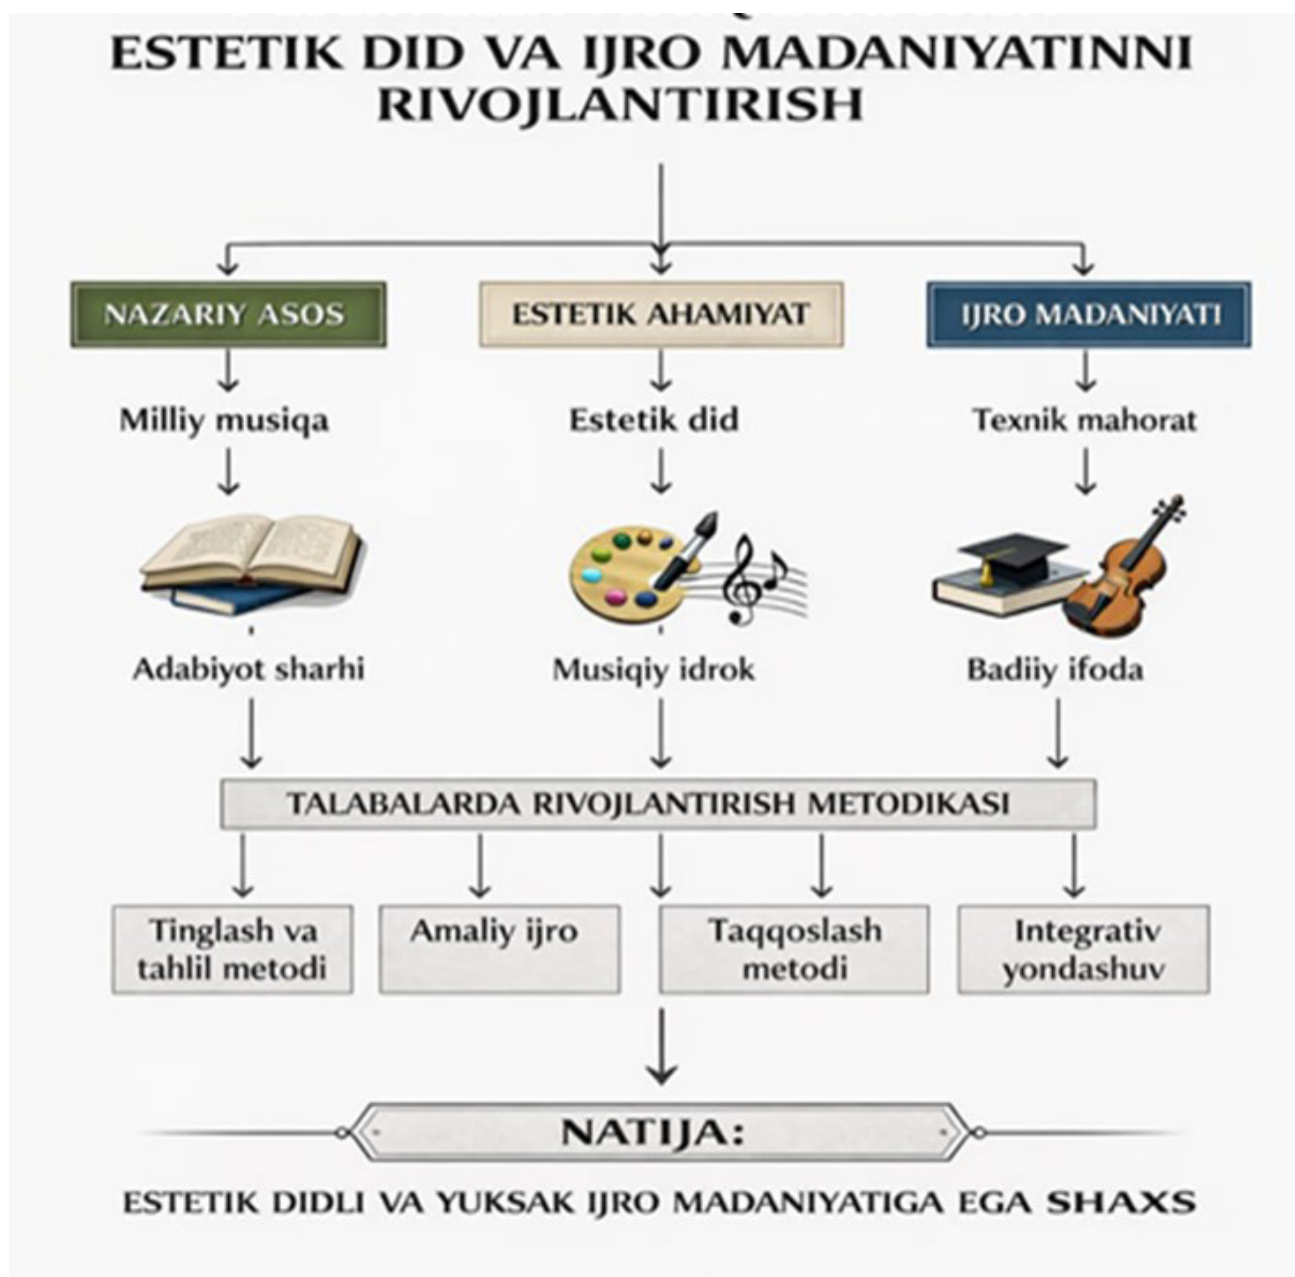 ESTETIK DID VA IJRO MADANIYATINNI
RIVOJLANTIRISH
NAZARIY ASOS
ESTETIK AHAMIYAT
IJRO MADANIYATI
Milliy musiqa
Estetik did
Texnik mahorat
Adabiyot sharhi
Musiqiy idrok
Badiiy ifoda
TALABALARDA RIVOJLANTIRISH METODIKASI
Tinglash va
tahlil metodi
Amaliy ijro
Taqqoslash
metodi
Integrativ
yondashuv
NATIJA:
ESTETIK DIDLI VA YUKSAK IJRO MADANIYATIGA EGA SHAXS